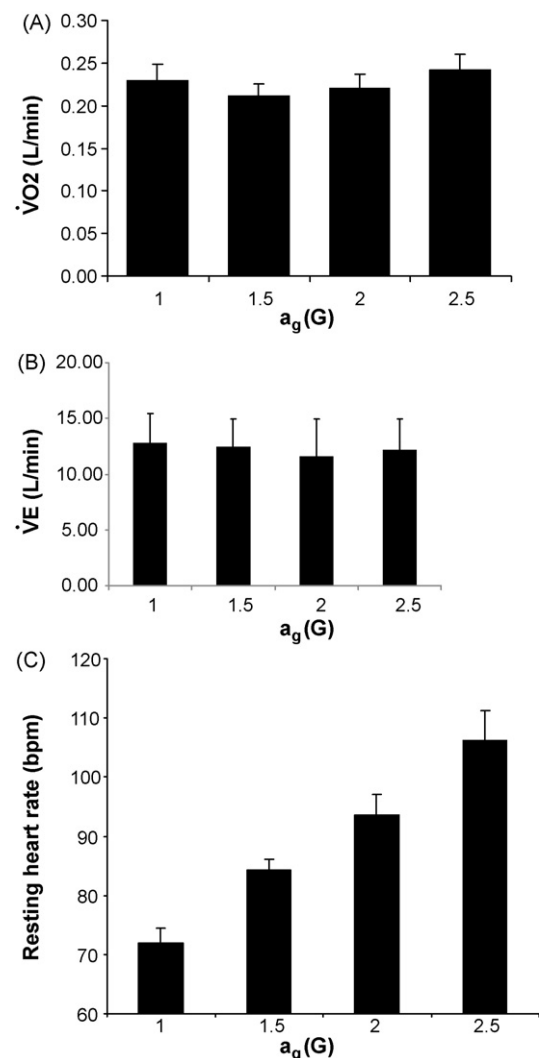 (A)
V̇O2 (L/min)
0.30
0.25
0.20
0.15
0.10
0.05
0.00
1 1.5 2 2.5
ag (G)
(B)
V̇E (L/min)
20.00
15.00
10.00
5.00
0.00
1 1.5 2 2.5
ag (G)
(C)
Resting heart rate (bpm)
120
110
100
90
80
70
60
1 1.5 2 2.5
ag (G)